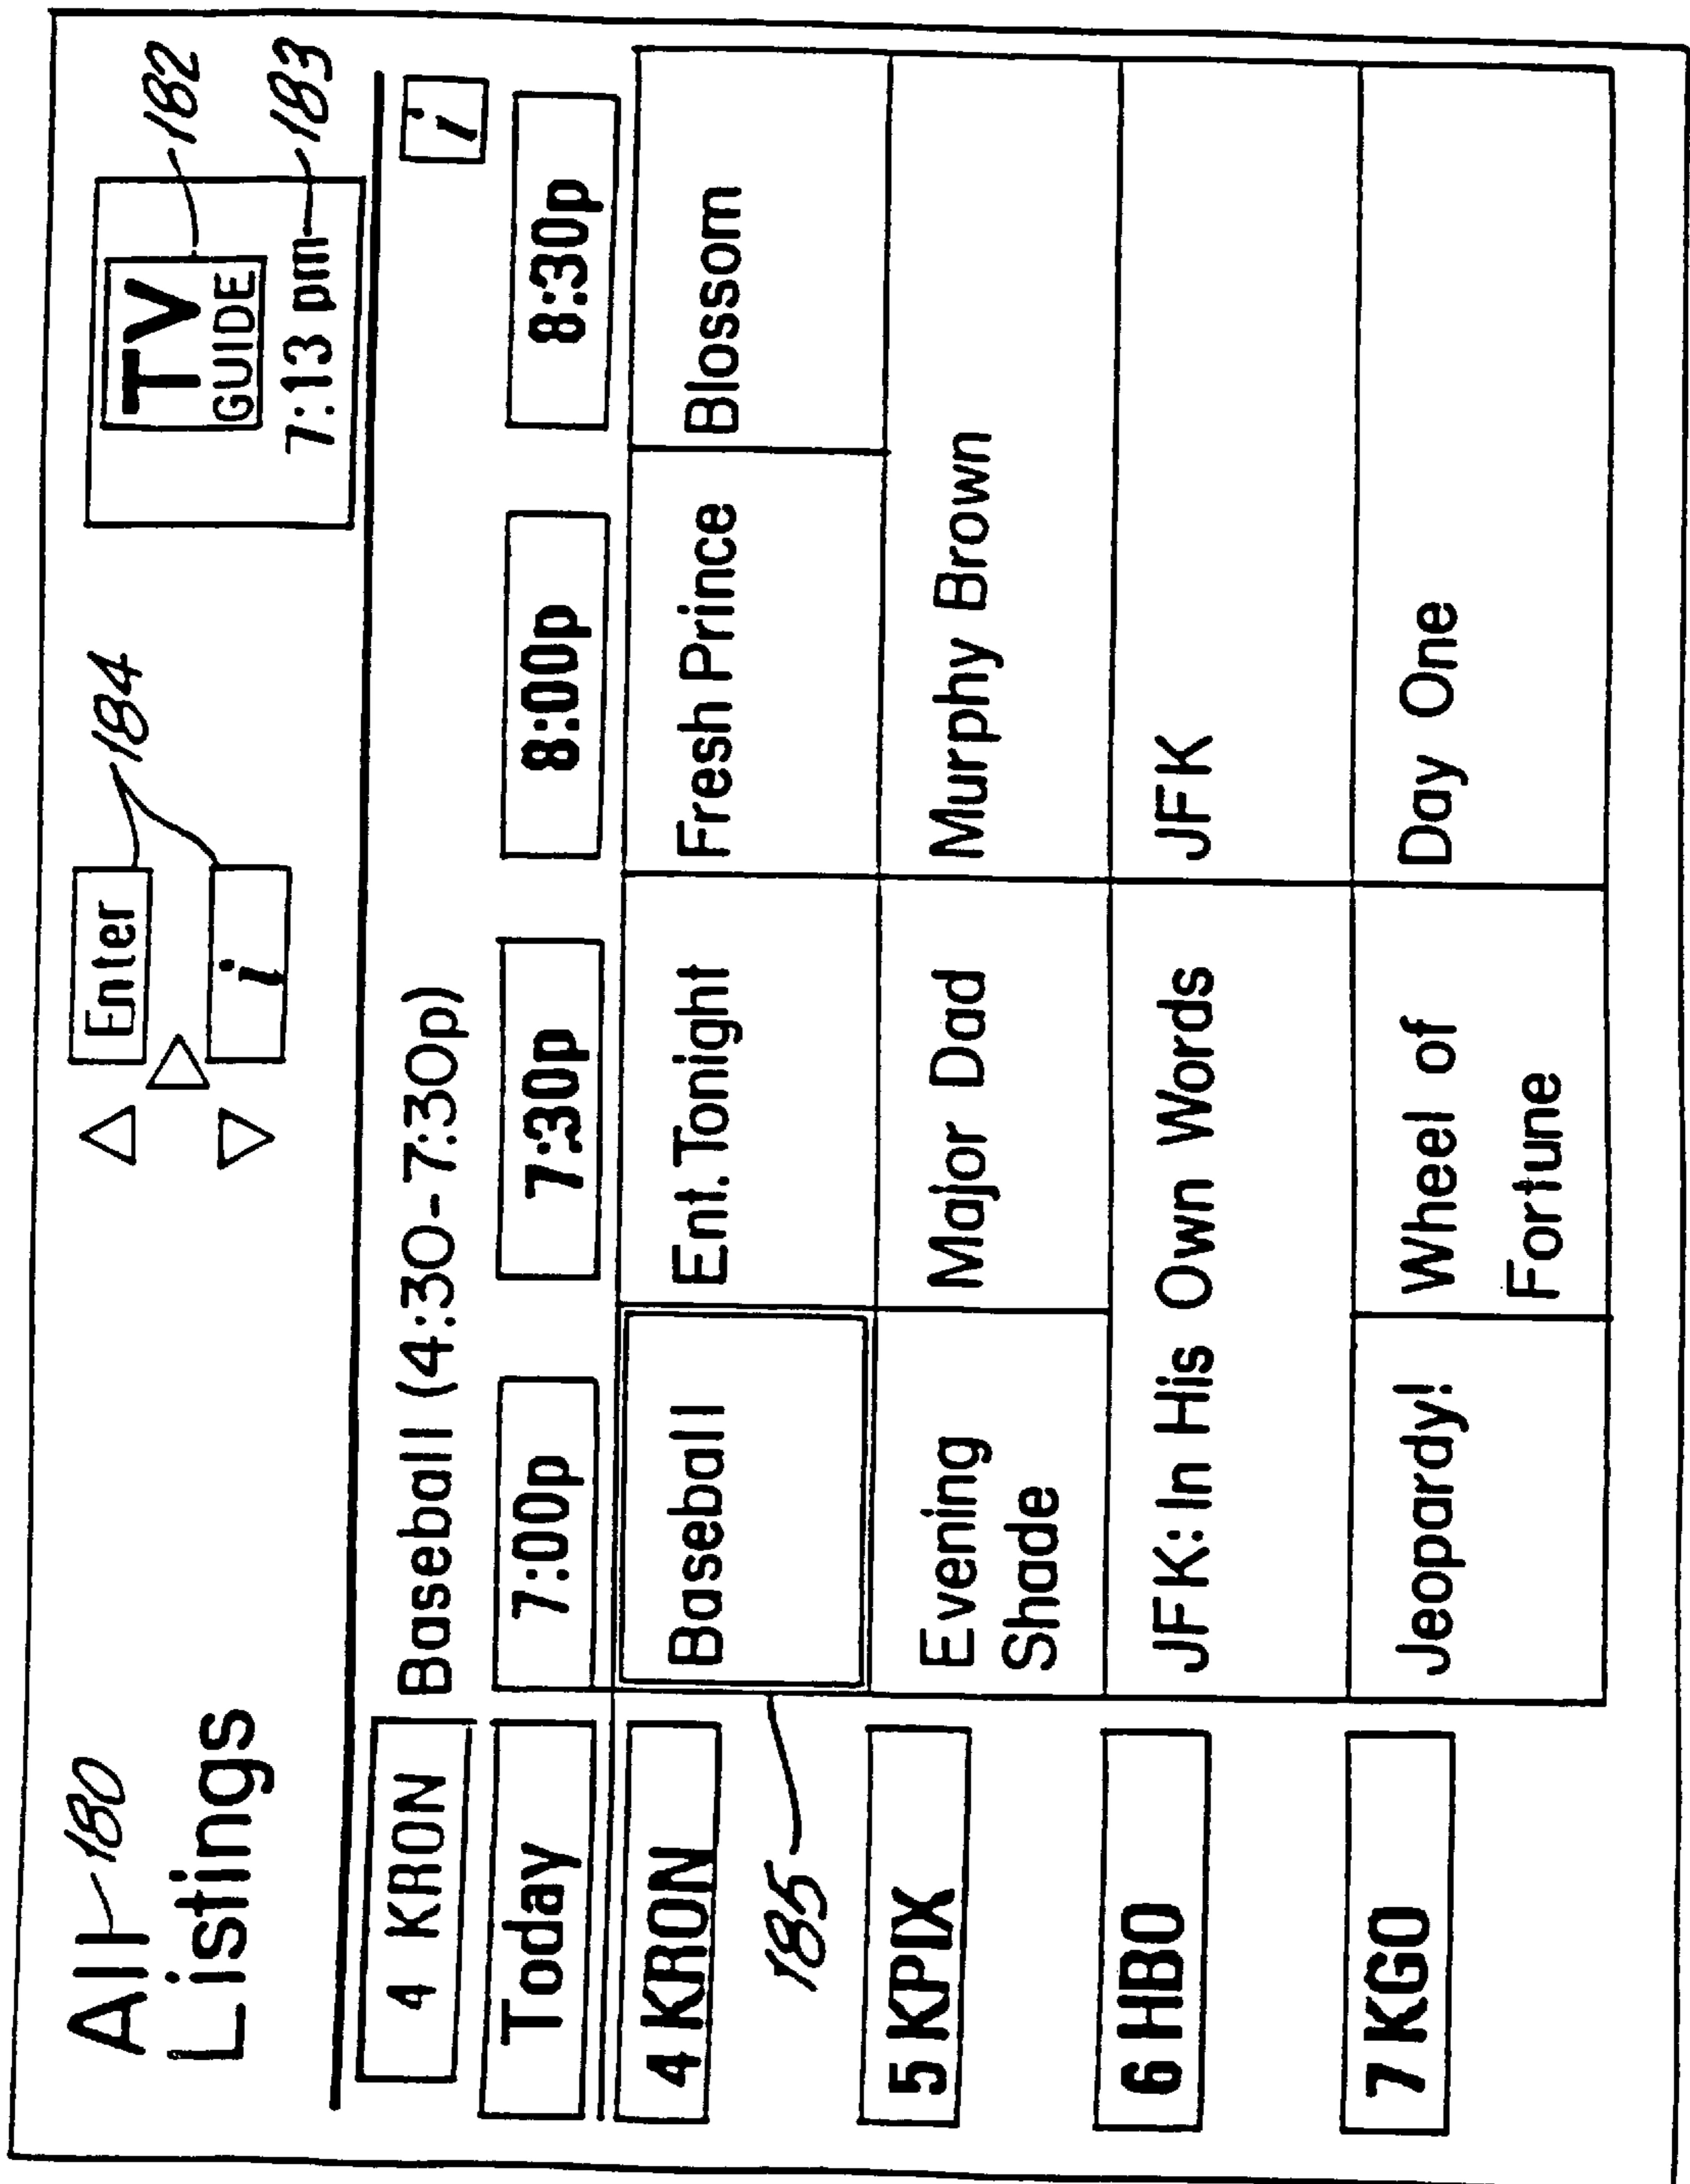 All
Listings
180
Enter
i
184
TV
GUIDE
7:13 pm
182
183
4 KRON
Baseball (4:30-7:30p)
i
Today
7:00p
7:30p
8:00p
8:30p
4 KRON
Baseball
Ent. Tonight
Fresh Prince
Blossom
185
5 KPIX
Evening
Shade
Major Dad
Murphy Brown
6 HBO
JFK: In His Own Words
JFK
7 KGO
Jeopardy!
Wheel of
Fortune
Day One